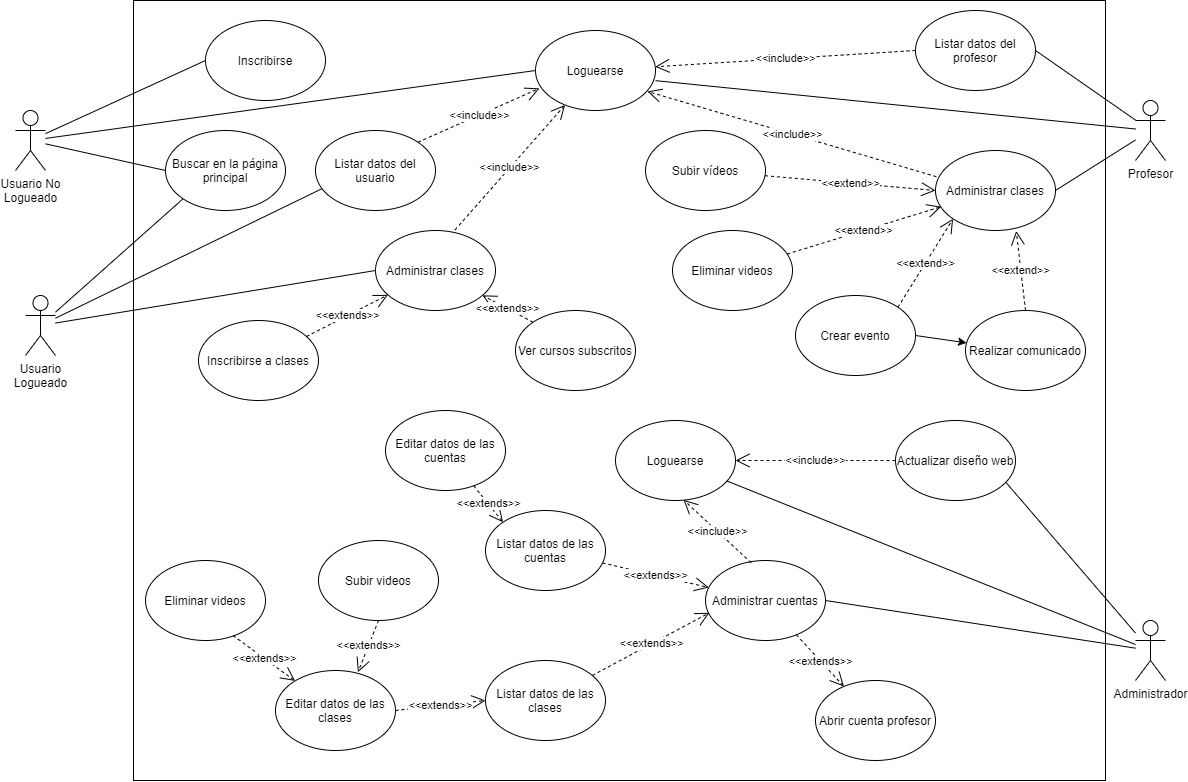 Inscribirse
Loguearse
<<include>>
Listar datos del
profesor
Usuario No
Logueado
Buscar en la página
principal
Listar datos del
usuario
<<include>>
<<include>>
<<include>>
Subir vídeos
<<extend>>
Administrar clases
Profesor
Administrar clases
Eliminar videos
<<extend>>
<<extend>>
<<extend>>
Usuario
Logueado
<<extends>>
<<extends>>
Inscribirse a clases
Ver cursos subscritos
Crear evento
Realizar comunicado
Editar datos de las
cuentas
Loguearse
<<include>>
Actualizar diseño web
<<extends>>
Listar datos de las
cuentas
<<include>>
<<extends>>
Eliminar videos
Subir videos
Administrar cuentas
<<extends>>
<<extends>>
<<extends>>
<<extends>>
Editar datos de las
clases
<<extends>>
Listar datos de las
clases
Abrir cuenta profesor
Administrador